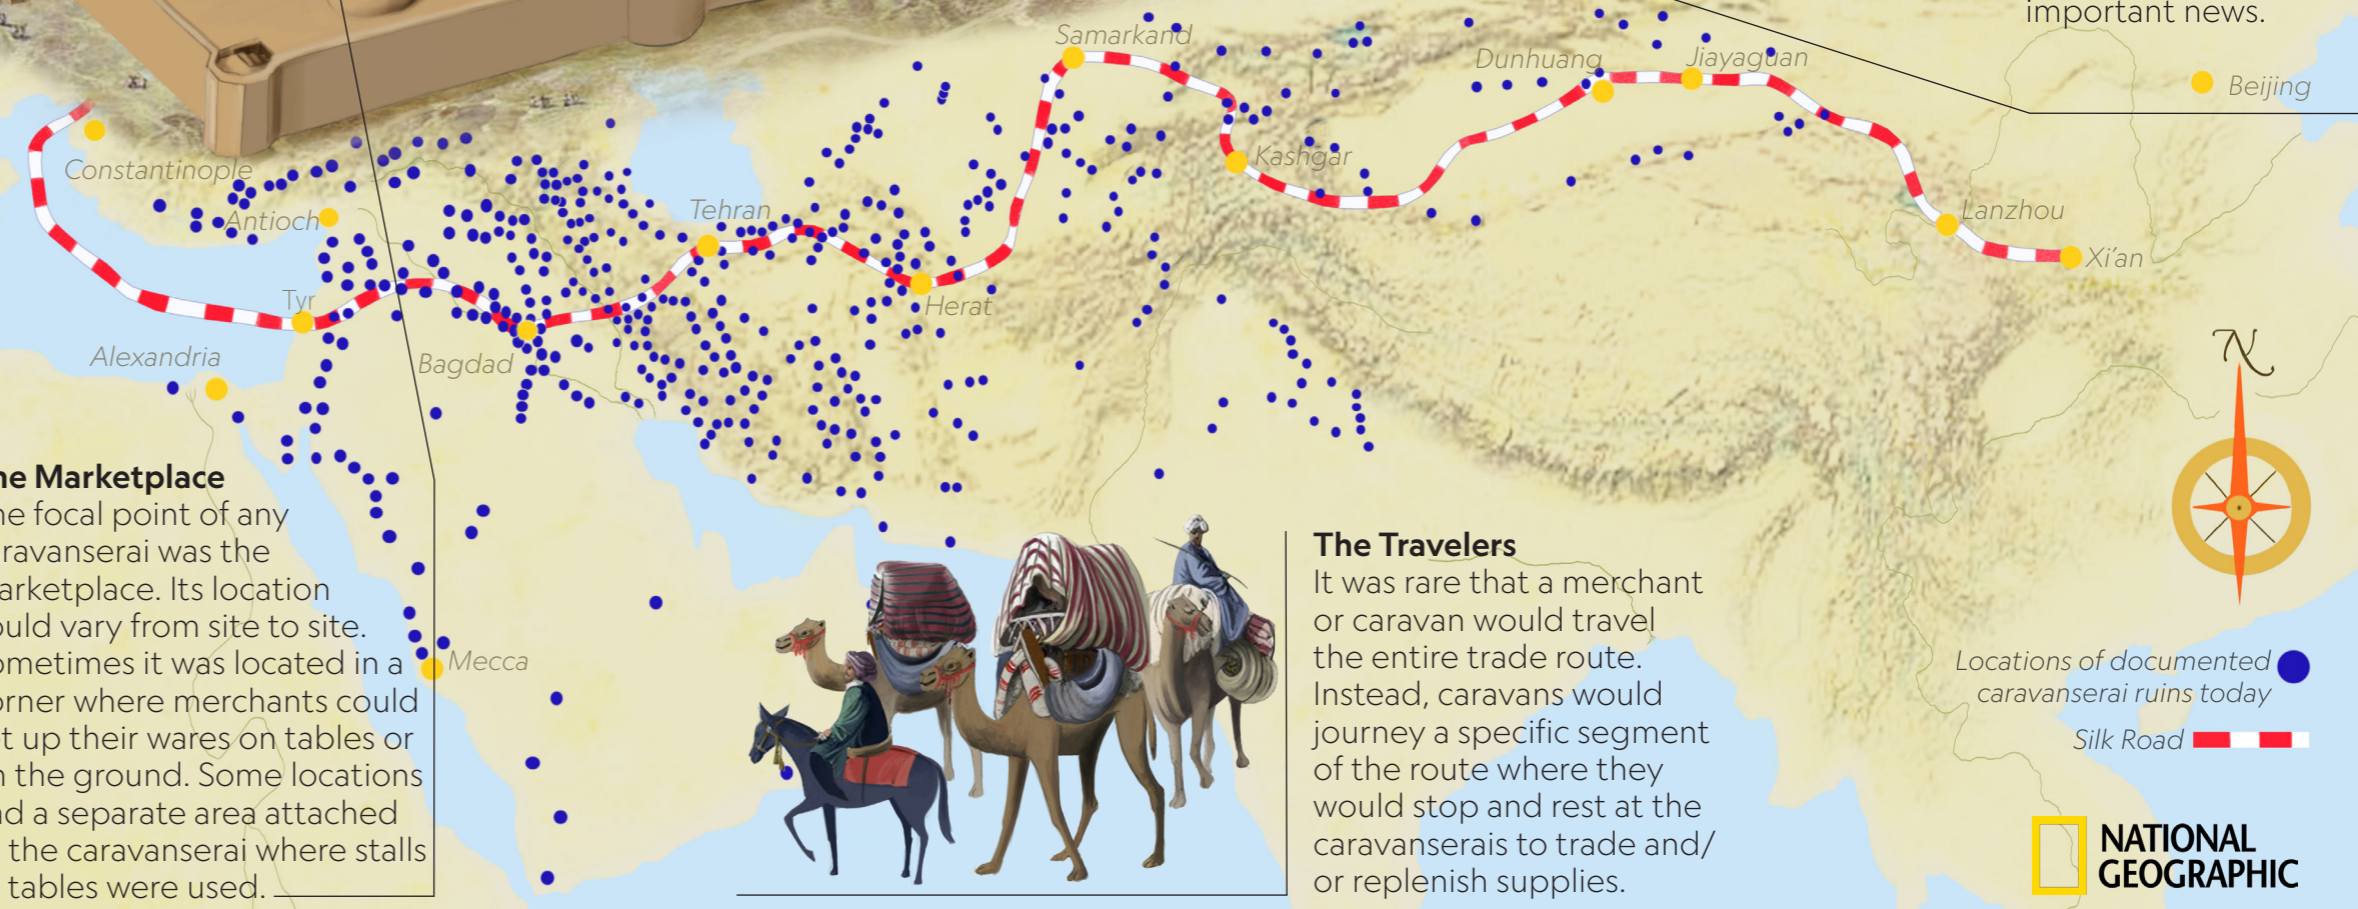 important news.
Samarkand
Dunhuang
Jiayaguan
Beijing
Constantinople
Kashgar
Antioch
Tehran
Lanzhou
Xi'an
Tyr
Herat
Alexandria
Bagdad
Mecca
he Marketplace
he focal point of any
ravanserai was the
arketplace. Its location
ould vary from site to site.
ometimes it was located in a
orner where merchants could
t up their wares on tables or
n the ground. Some locations
ad a separate area attached
the caravanserai where stalls
tables were used.
The Travelers
It was rare that a merchant
or caravan would travel
the entire trade route.
Instead, caravans would
journey a specific segment
of the route where they
would stop and rest at the
caravanserais to trade and/
or replenish supplies.
N
Locations of documented
caravanserai ruins today
Silk Road
NATIONAL
GEOGRAPHIC